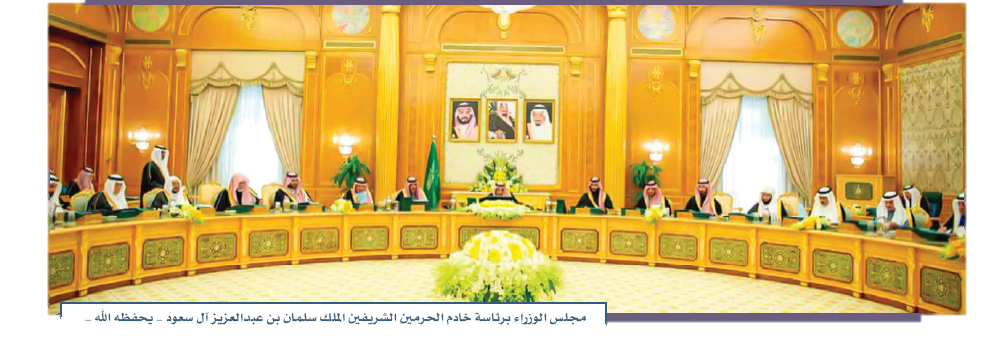 مجلس الوزراء برئاسة خادم الحرمين الشريفين الملك سلمان بن عبدالعزيز آل سعود - يحفظه الله -